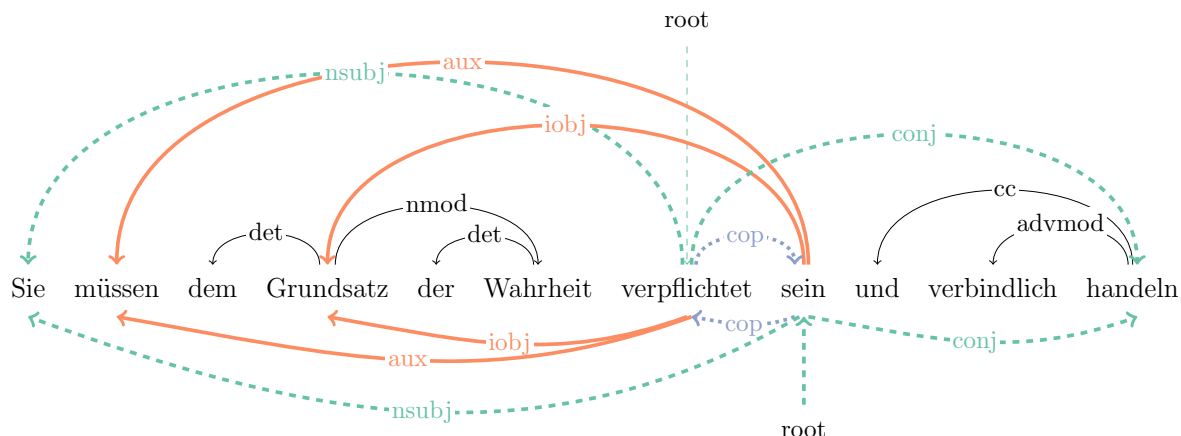 root
aux
nsubj
iobj
conj
cc
nmod
advmod
det
det
cop
Sie müssen dem Grundsatz der Wahrheit verpflichtet sein und verbindlich handeln
cop
iobj
conj
aux
nsubj
root